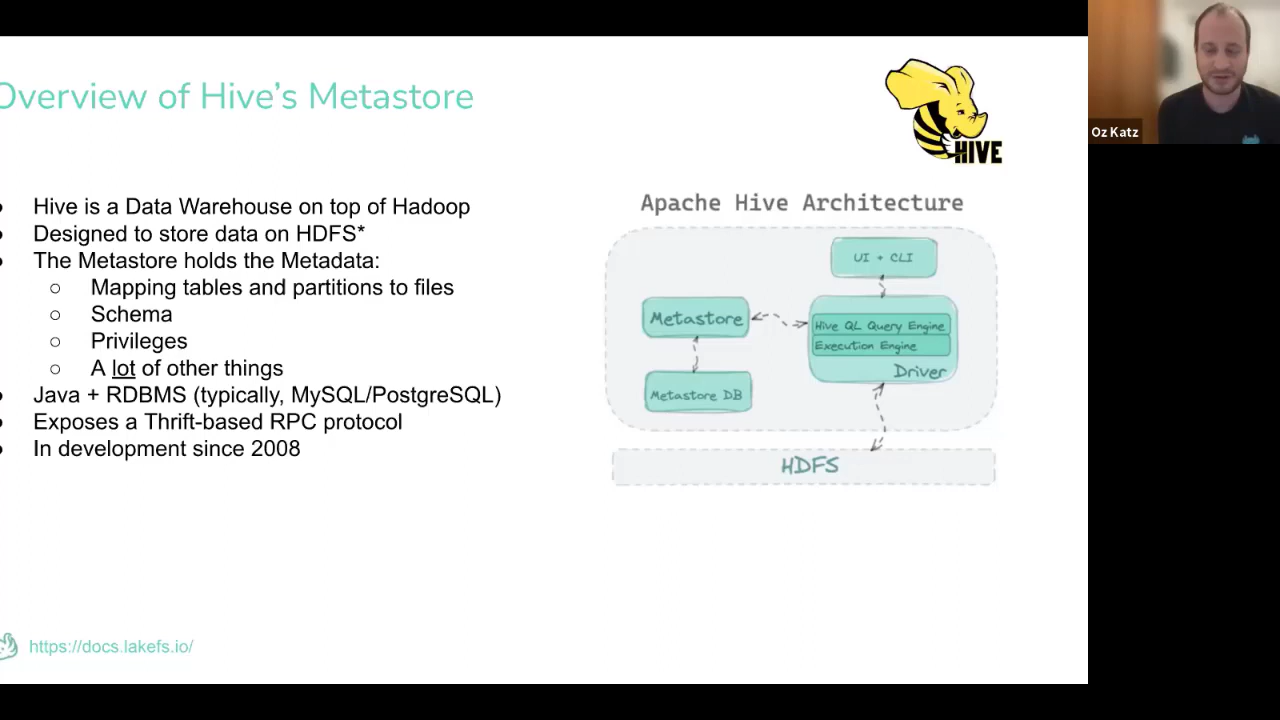 Overview of Hive's Metastore
HIVE
Oz Katz
Hive is a Data Warehouse on top of Hadoop
Designed to store data on HDFS*
The Metastore holds the Metadata:
Mapping tables and partitions to files
Schema
Privileges
A lot of other things
Java + RDBMS (typically, MySQL/PostgreSQL)
Exposes a Thrift-based RPC protocol
In development since 2008
Apache Hive Architecture
UI + CLI
Metastore
Hive QL Query Engine
Execution Engine
Driver
Metastore DB
HDFS
https://docs.lakefs.io/